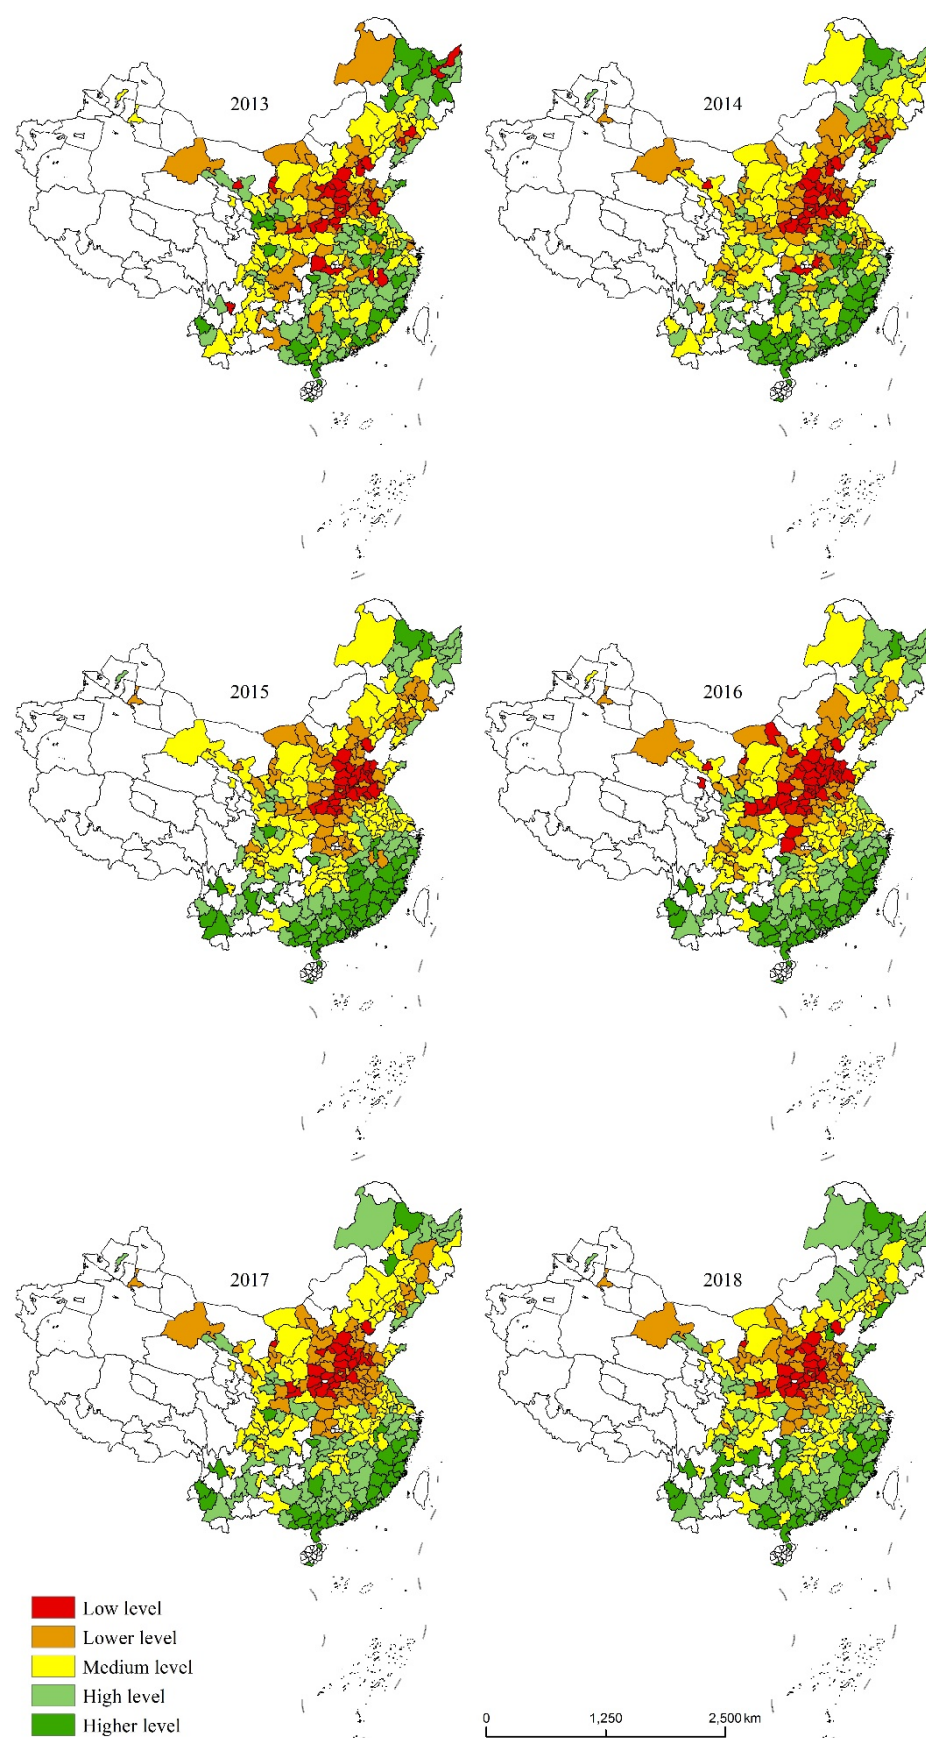 2013
2014
2015
2016
2017
2018
Low level
Lower level
Medium level
High level
Higher level
0
1,250
2,500 km